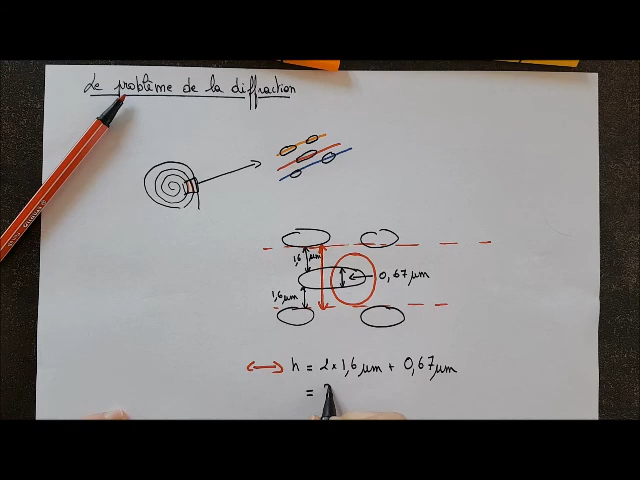 Le problème de la diffraction
1,6 μm
0,67 μm
1,6 μm
h = 2 × 1,6 μm + 0,67 μm
=